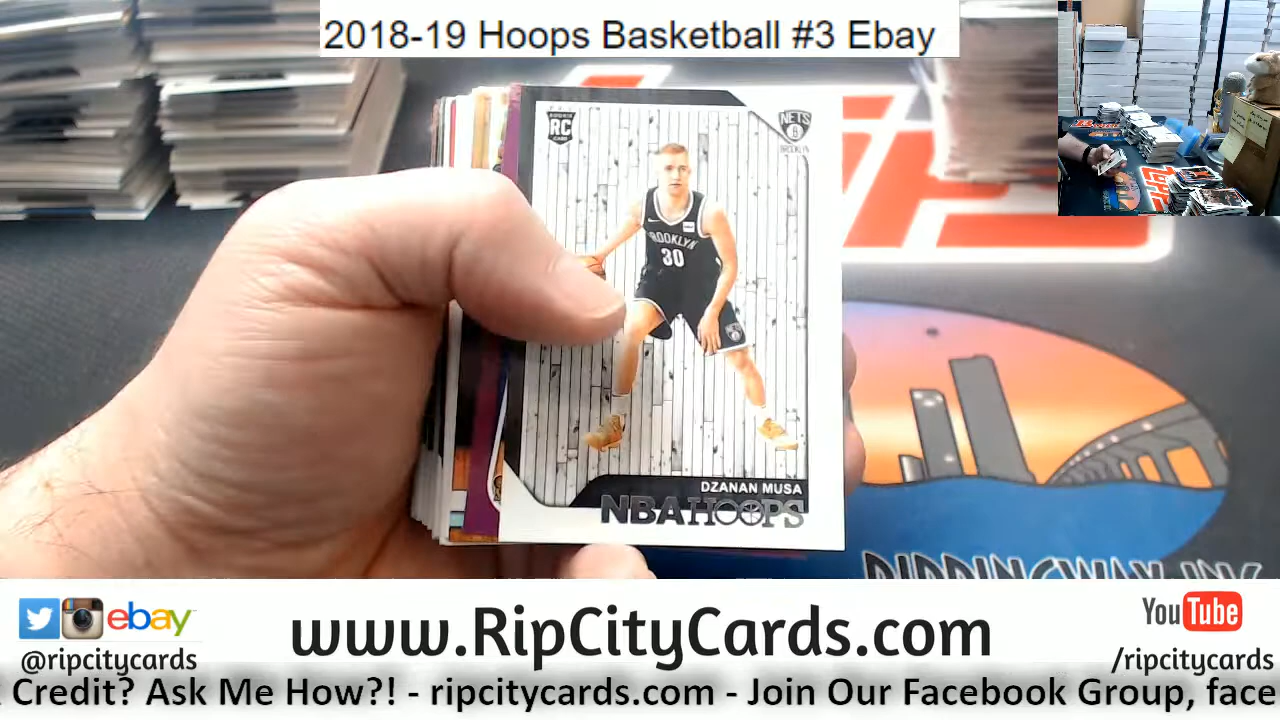 2018-19 Hoops Basketball #3 Ebay
RC
NETS
B
BROOKLYN
BROOKLYN
30
DZANAN MUSA
NBA HOOPS
ebay
www.RipCityCards.com
YouTube
@ripcitycards
/ripcitycards
Credit? Ask Me How?! - ripcitycards.com - Join Our Facebook Group, face